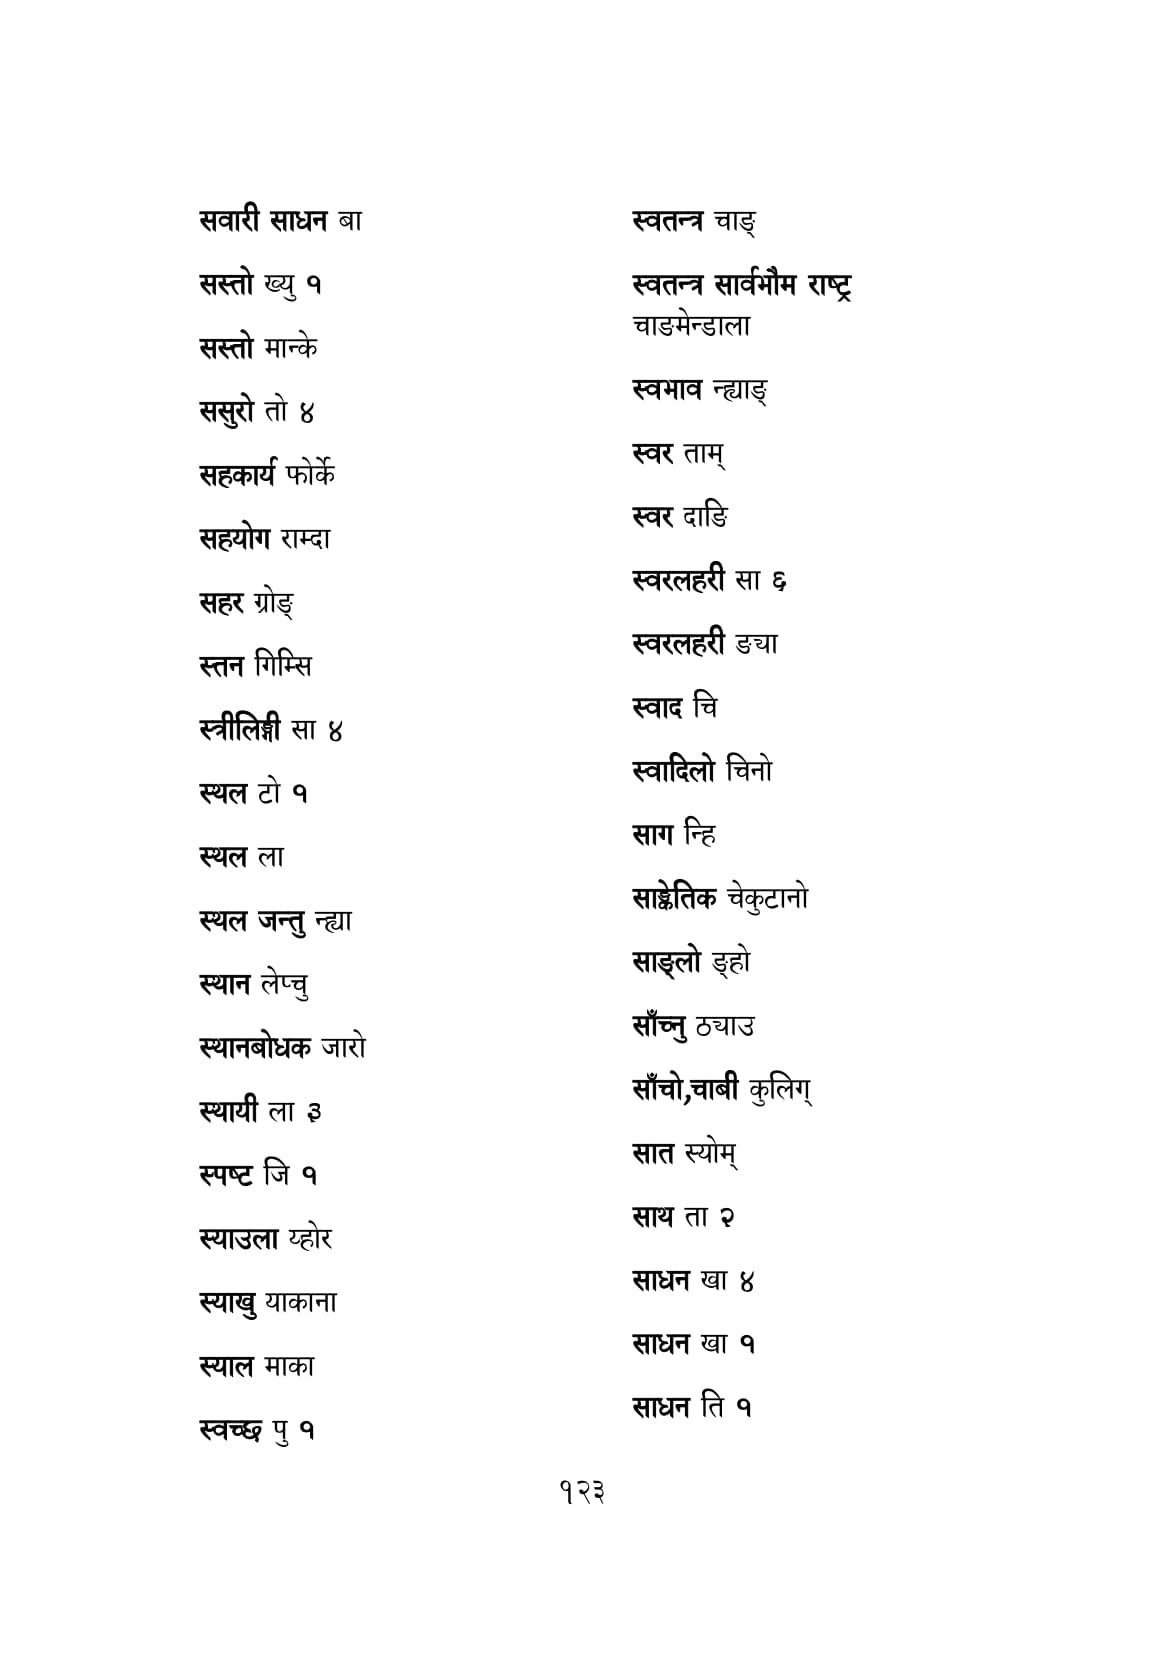 सवारी साधन बा
सस्तो ख्यु १
सस्तो मान्के
ससुरो तो ४
सहकार्य फोर्के
सहयोग राम्दा
सहर ग्रोङ्
स्तन गिम्सि
स्त्रीलिङ्गी सा ४
स्थल टो १
स्थल ला
स्थल जन्तु न्ह्या
स्थान लेप्चु
स्थानबोधक जारो
स्थायी ला ३
स्पष्ट जि १
स्याउला य्होर
स्याखु याकाना
स्याल माका
स्वच्छ पु १
स्वतन्त्र चाङ्
स्वतन्त्र सार्वभौम राष्ट्र
चाङमेन्डाला
स्वभाव न्ह्याङ्
स्वर ताम्
स्वर दाङि
स्वरलहरी सा ६
स्वरलहरी ङ्या
स्वाद चि
स्वादिलो चिनो
साग न्हि
साङ्केतिक चेकुटानो
साङ्लो ङ्हो
साँच्नु ठ्याउ
साँचो,चाबी कुलिग्
सात स्योम्
साथ ता २
साधन खा ४
साधन खा १
साधन ति १
१२३